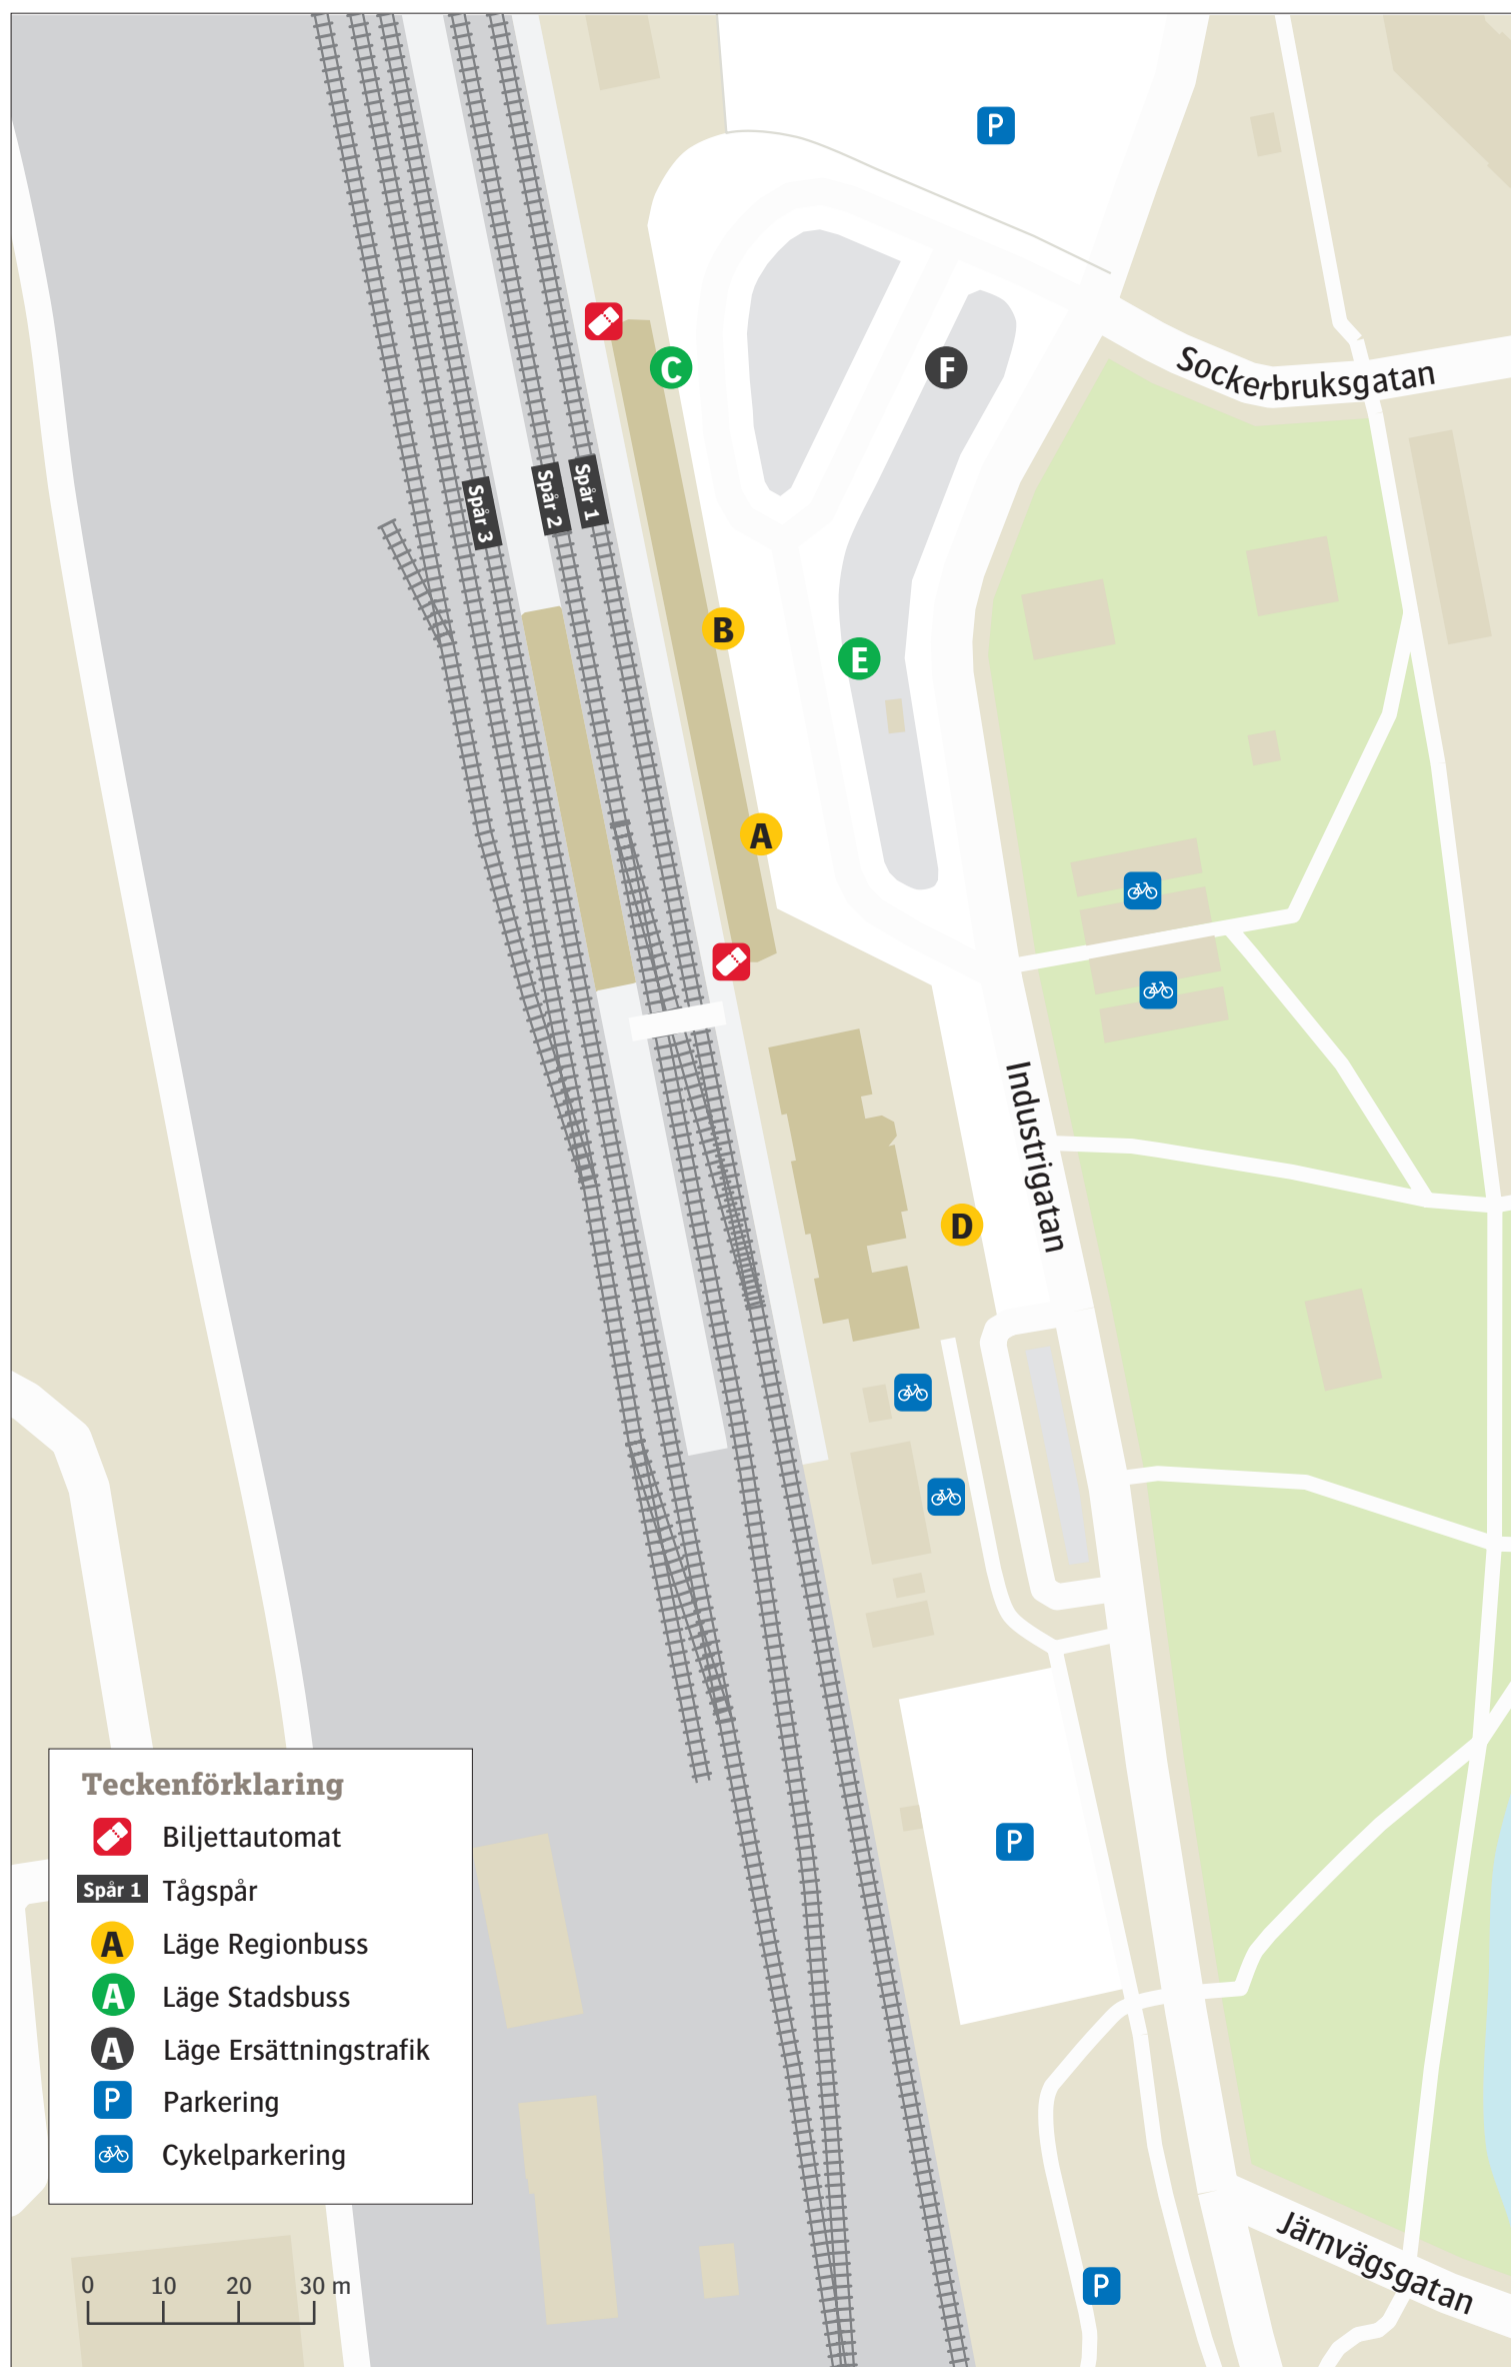 P
C
F
Sockerbruksgatan
Spår 3
Spår 2
Spår 1
B
E
A
Industrigatan
D
P
Teckenförklaring
Biljettautomat
Spår 1 Tågspår
A Läge Regionbuss
A Läge Stadsbuss
A Läge Ersättningstrafik
P Parkering
Cykelparkering
Järnvägsgatan
P
0 10 20 30 m